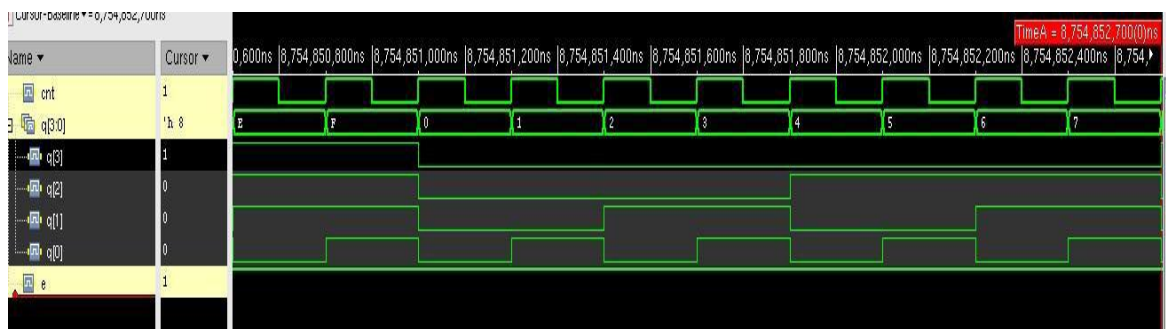 Cursor-Baseline ▼ = 8,754,852,700ns
TimeA = 8,754,852,700(0)ns
Name ▼ Cursor ▼ 0,600ns 8,754,850,800ns 8,754,851,000ns 8,754,851,200ns 8,754,851,400ns 8,754,851,600ns 8,754,851,800ns 8,754,852,000ns 8,754,852,200ns 8,754,852,400ns 8,754,
cnt 1
q[3:0] 'h 8 E F 0 1 2 3 4 5 6 7
q[3] 1
q[2] 0
q[1] 0
q[0] 0
e 1